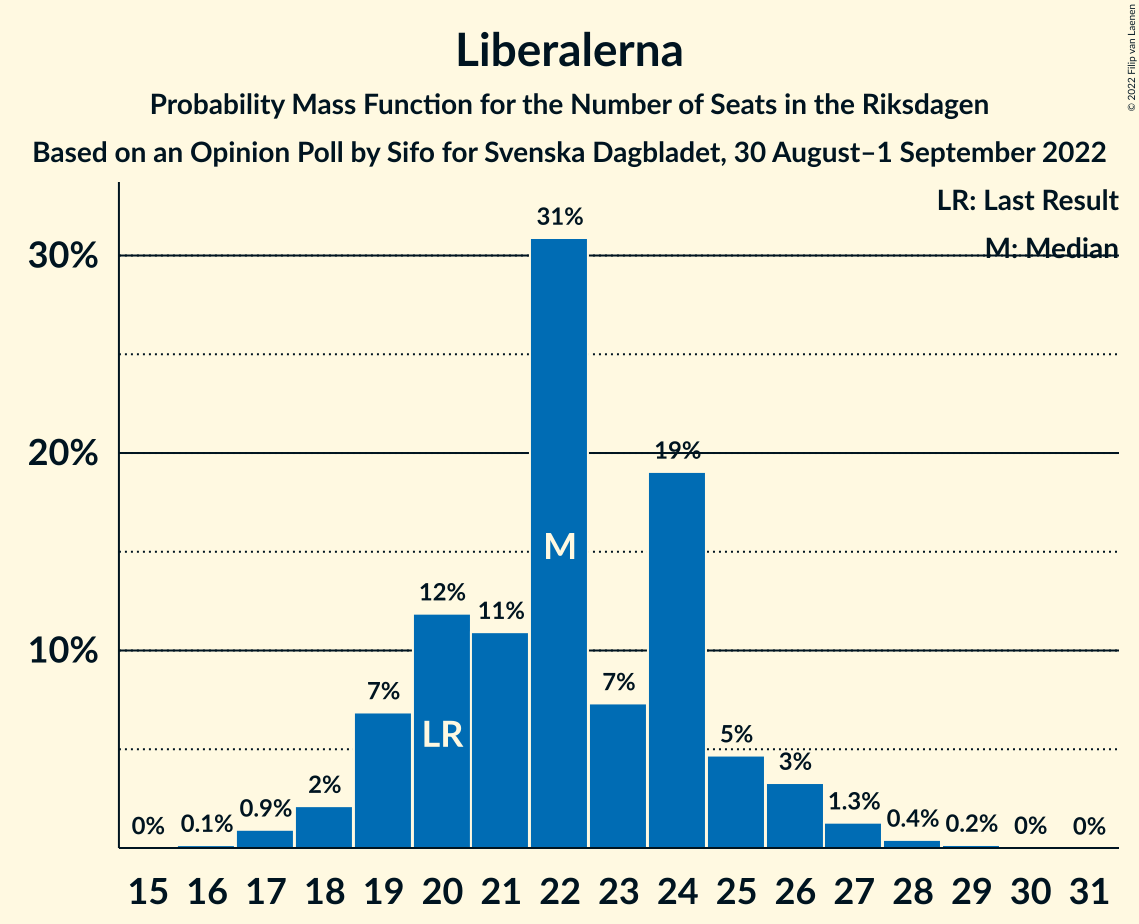 Liberalerna
Probability Mass Function for the Number of Seats in the Riksdagen
Based on an Opinion Poll by Sifo for Svenska Dagbladet, 30 August–1 September 2022
© 2022 Filip van Laenen
LR: Last Result
M: Median
30%
20%
10%
0%
0.1%
0.9%
2%
7%
12%
11%
31%
7%
19%
5%
3%
1.3%
0.4%
0.2%
0%
0%
LR
M
15 16 17 18 19 20 21 22 23 24 25 26 27 28 29 30 31